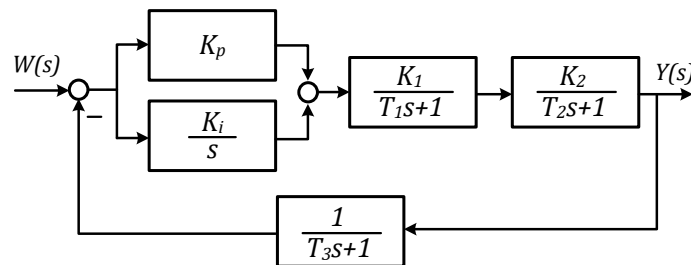 W(s)
K_p
K_i
s
−
K_1
T_1s+1
K_2
T_2s+1
Y(s)
1
T_3s+1